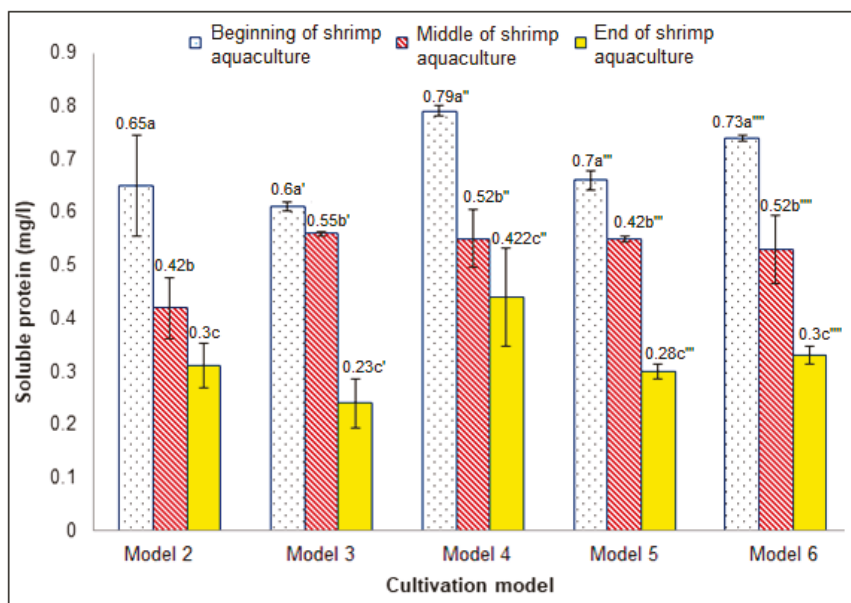 Beginning of shrimp aquaculture
Middle of shrimp aquaculture
End of shrimp aquaculture
Soluble protein (mg/l)
0.9
0.8
0.7
0.6
0.5
0.4
0.3
0.2
0.1
0
0.65a
0.42b
0.3c
0.6a'
0.55b'
0.23c'
0.79a"
0.52b"
0.422c"
0.7a'"
0.42b'"
0.28c'"
0.73a""
0.52b""
0.3c""
Model 2
Model 3
Model 4
Model 5
Model 6
Cultivation model